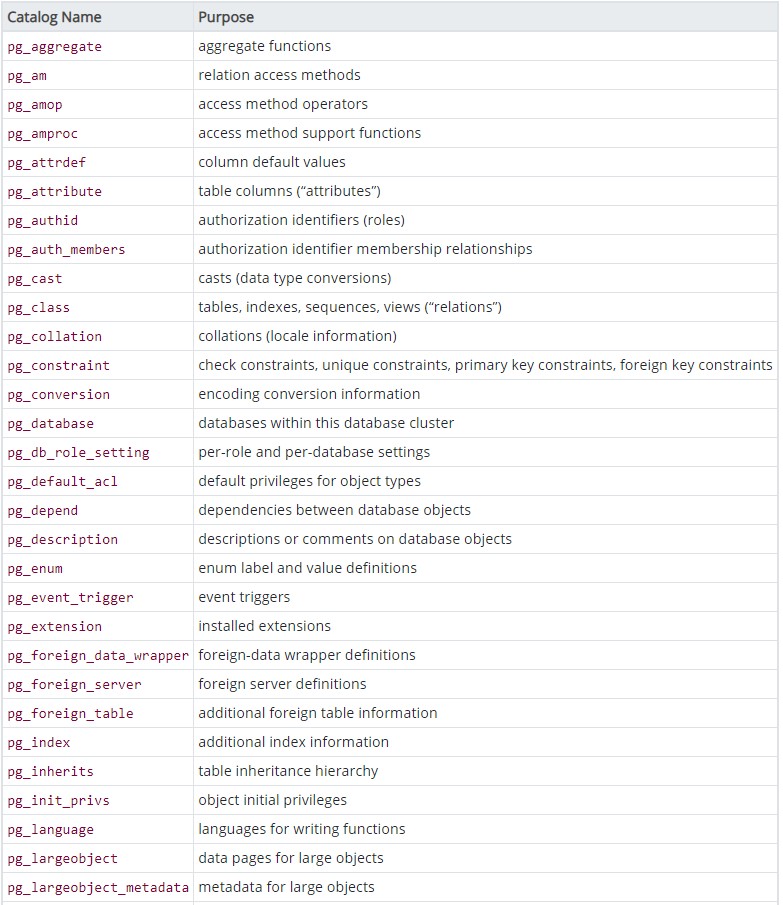 Catalog Name Purpose
pg_aggregate aggregate functions
pg_am relation access methods
pg_amop access method operators
pg_amproc access method support functions
pg_attrdef column default values
pg_attribute table columns (“attributes”)
pg_authid authorization identifiers (roles)
pg_auth_members authorization identifier membership relationships
pg_cast casts (data type conversions)
pg_class tables, indexes, sequences, views (“relations”)
pg_collation collations (locale information)
pg_constraint check constraints, unique constraints, primary key constraints, foreign key constraints
pg_conversion encoding conversion information
pg_database databases within this database cluster
pg_db_role_setting per-role and per-database settings
pg_default_acl default privileges for object types
pg_depend dependencies between database objects
pg_description descriptions or comments on database objects
pg_enum enum label and value definitions
pg_event_trigger event triggers
pg_extension installed extensions
pg_foreign_data_wrapper foreign-data wrapper definitions
pg_foreign_server foreign server definitions
pg_foreign_table additional foreign table information
pg_index additional index information
pg_inherits table inheritance hierarchy
pg_init_privs object initial privileges
pg_language languages for writing functions
pg_largeobject data pages for large objects
pg_largeobject_metadata metadata for large objects